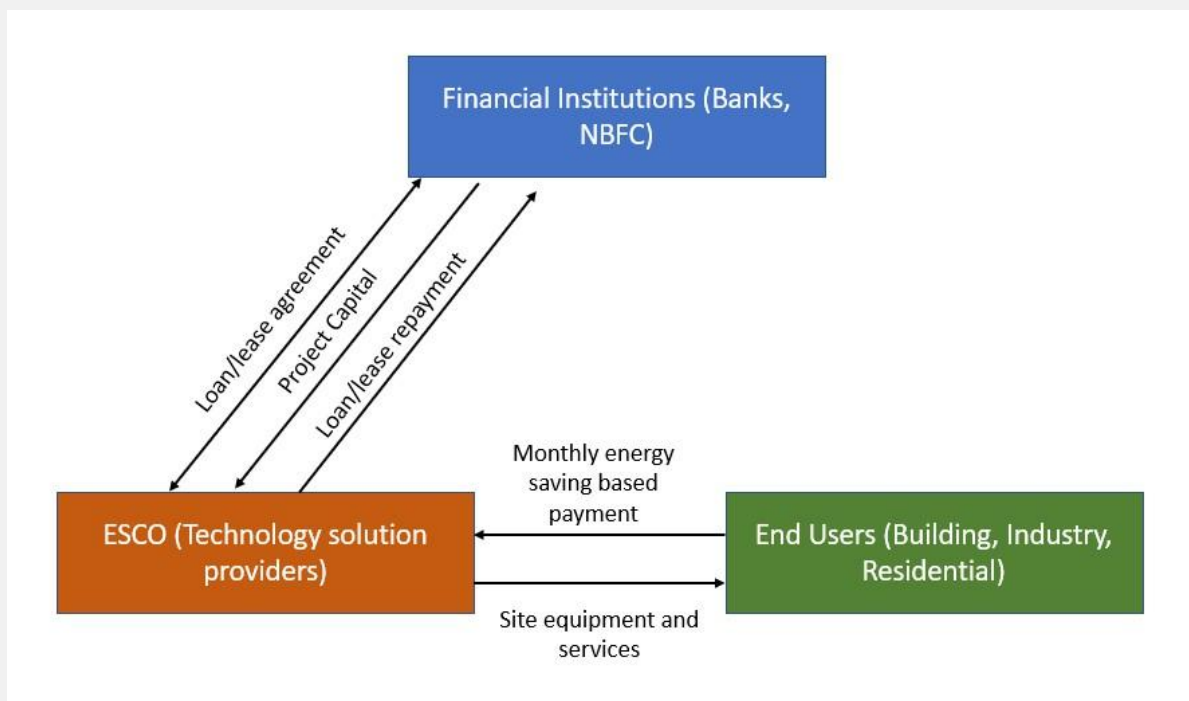 Financial Institutions (Banks,
NBFC)
Loan/lease agreement
Project Capital
Loan/lease repayment
Monthly energy
saving based
payment
ESCO (Technology solution
providers)
End Users (Building, Industry,
Residential)
Site equipment and
services